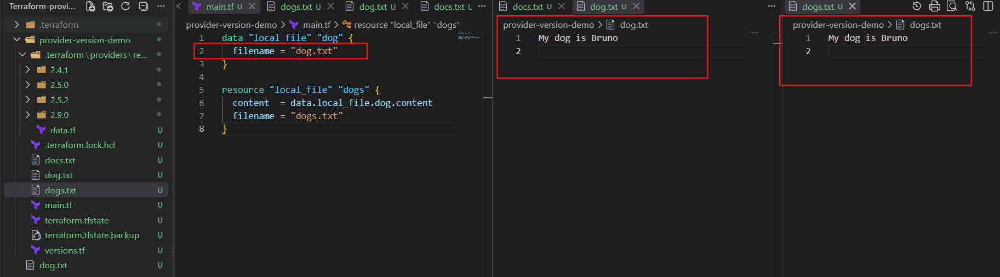 Terraform-provi...
.terraform
provider-version-demo
.terraform\providers\re...
2.4.1
2.5.0
2.5.2
2.9.0
data.tf U
.terraform.lock.hcl U
docs.txt U
dog.txt U
dogs.txt U
main.tf U
terraform.tfstate U
terraform.tfstate.backup U
versions.tf U
dog.txt U
main.tf U dogs.txt U dog.txt U docs.txt U
provider-version-demo > main.tf > resource "local_file" "dogs"
1 data "local_file" "dog" {
2 filename = "dog.txt"
3 }
4
5 resource "local_file" "dogs" {
6 content  = data.local_file.dog.content
7 filename = "dogs.txt"
8 }
docs.txt U dog.txt U
provider-version-demo > dog.txt
1 My dog is Bruno
2
dogs.txt U
provider-version-demo > dogs.txt
1 My dog is Bruno
2